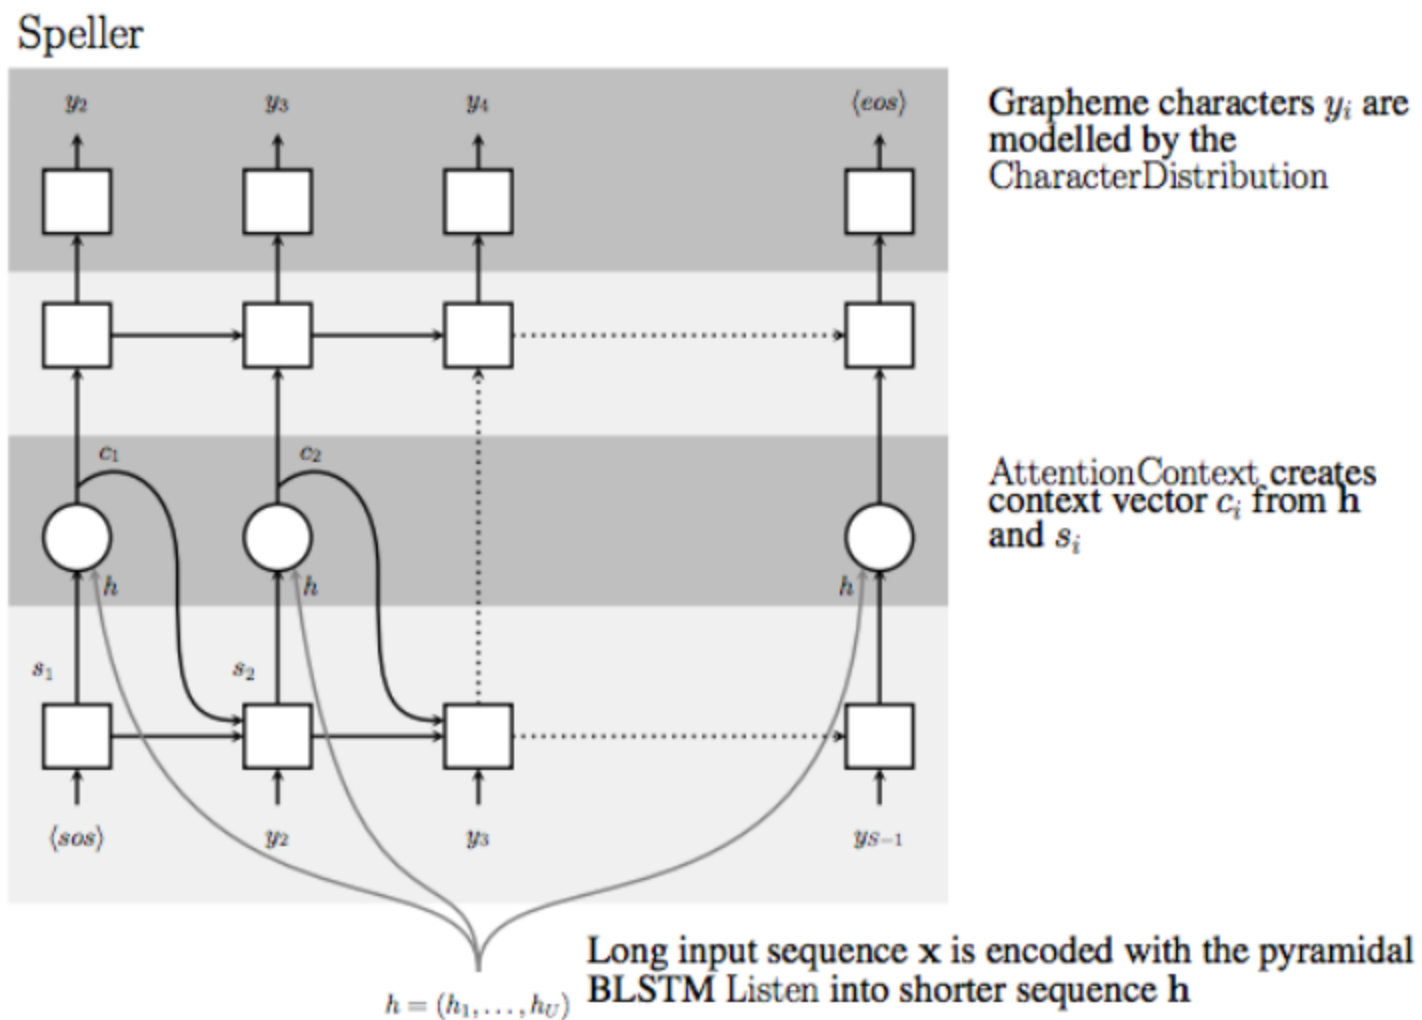 Speller
y₂ y₃ y₄ ⟨eos⟩
Grapheme characters yᵢ are
modelled by the
CharacterDistribution
c₁ c₂
AttentionContext creates
context vector cᵢ from h
and sᵢ
h h h
s₁ s₂
⟨sos⟩ y₂ y₃ y_{S−1}
Long input sequence x is encoded with the pyramidal
BLSTM Listen into shorter sequence h
h = (h₁, . . . , h_U)